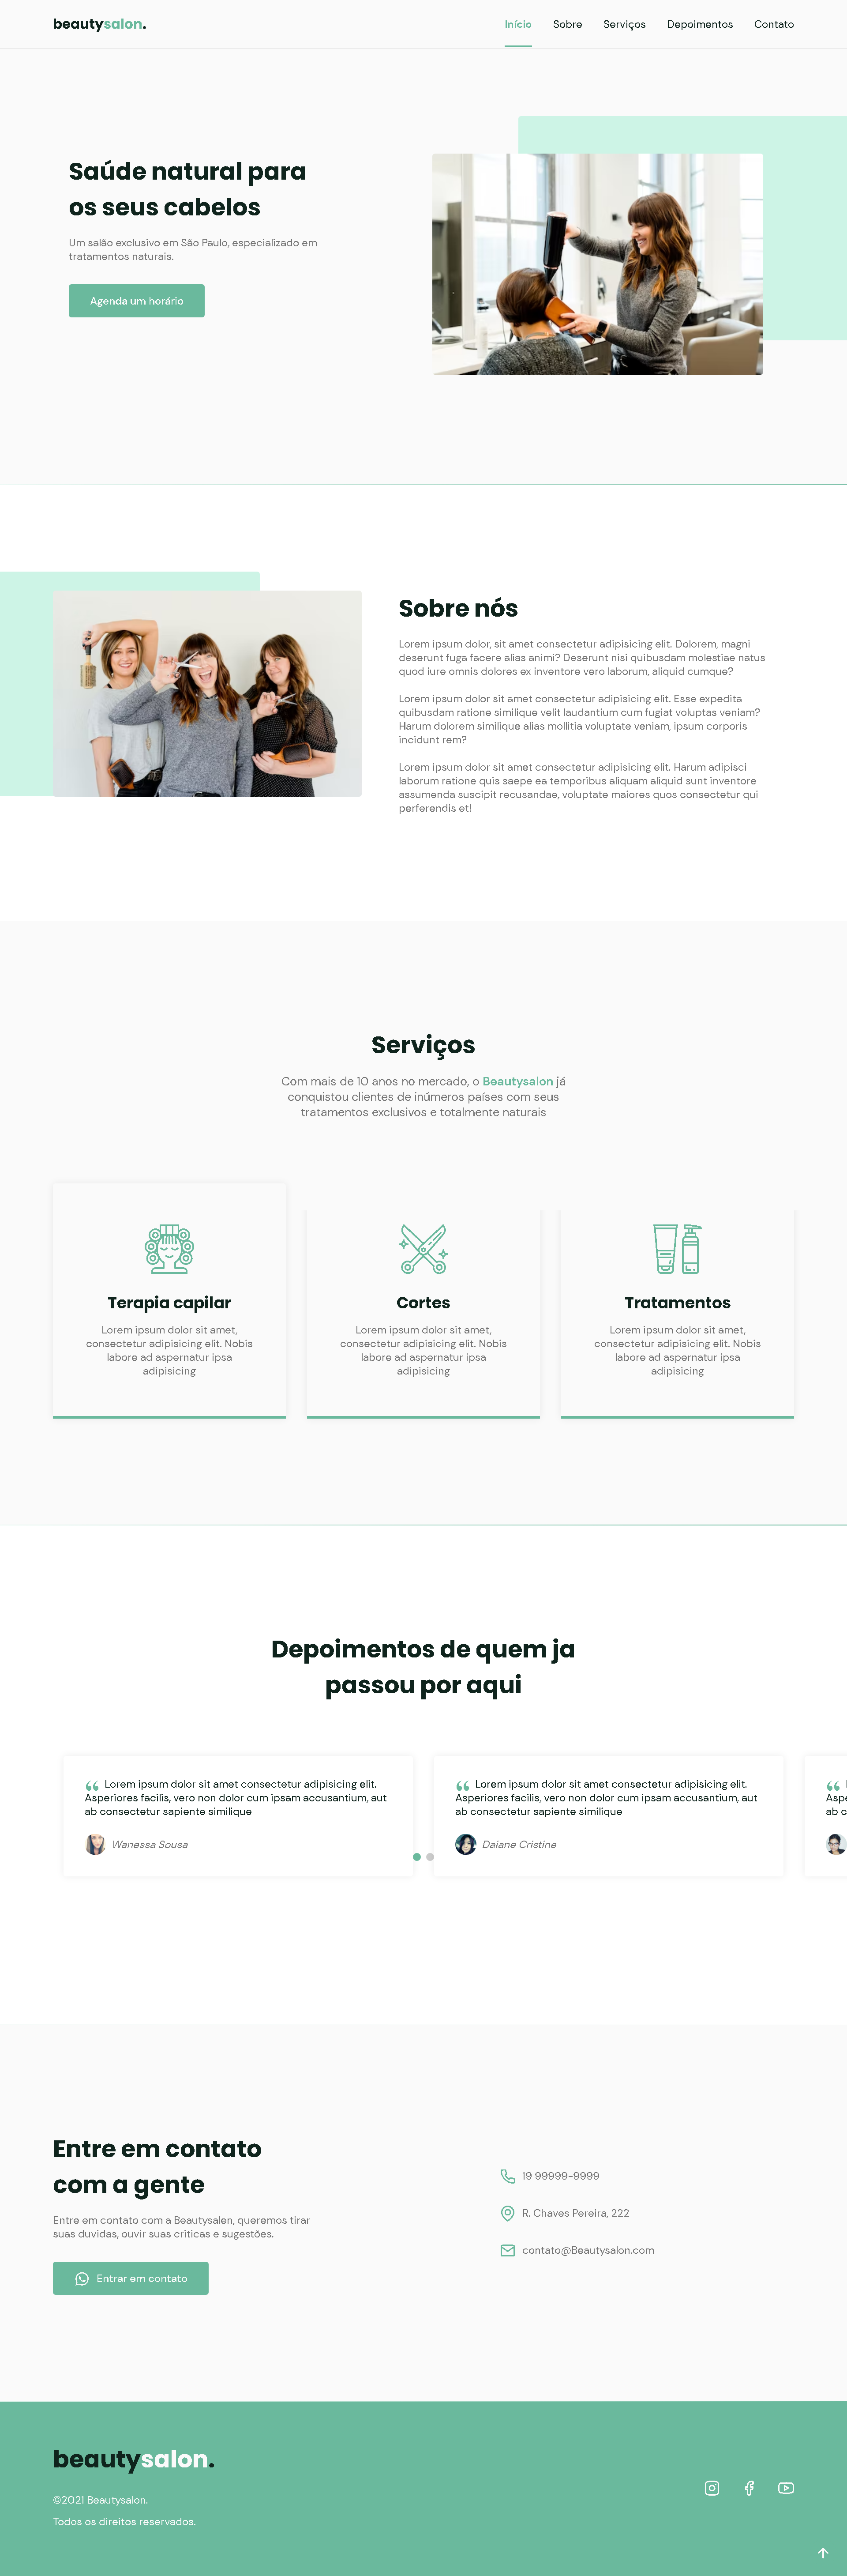 beautysalon.
Início
Sobre
Serviços
Depoimentos
Contato
Saúde natural para
os seus cabelos
Um salão exclusivo em São Paulo, especializado em
tratamentos naturais.
Agenda um horário
Sobre nós
Lorem ipsum dolor, sit amet consectetur adipisicing elit. Dolorem, magni
deserunt fuga facere alias animi? Deserunt nisi quibusdam molestiae natus
quod iure omnis dolores ex inventore vero laborum, aliquid cumque?
Lorem ipsum dolor sit amet consectetur adipisicing elit. Esse expedita
quibusdam ratione similique velit laudantium cum fugiat voluptas veniam?
Harum dolorem similique alias mollitia voluptate veniam, ipsum corporis
incidunt rem?
Lorem ipsum dolor sit amet consectetur adipisicing elit. Harum adipisci
laborum ratione quis saepe ea temporibus aliquam aliquid sunt inventore
assumenda suscipit recusandae, voluptate maiores quos consectetur qui
perferendis et!
Serviços
Com mais de 10 anos no mercado, o Beautysalon já
conquistou clientes de inúmeros países com seus
tratamentos exclusivos e totalmente naturais
Terapia capilar
Lorem ipsum dolor sit amet,
consectetur adipisicing elit. Nobis
labore ad aspernatur ipsa
adipisicing
Cortes
Lorem ipsum dolor sit amet,
consectetur adipisicing elit. Nobis
labore ad aspernatur ipsa
adipisicing
Tratamentos
Lorem ipsum dolor sit amet,
consectetur adipisicing elit. Nobis
labore ad aspernatur ipsa
adipisicing
Depoimentos de quem ja
passou por aqui
“ Lorem ipsum dolor sit amet consectetur adipisicing elit.
Asperiores facilis, vero non dolor cum ipsam accusantium, aut
ab consectetur sapiente similique
Wanessa Sousa
“ Lorem ipsum dolor sit amet consectetur adipisicing elit.
Asperiores facilis, vero non dolor cum ipsam accusantium, aut
ab consectetur sapiente similique
Daiane Cristine
“
Aspe
ab c
Entre em contato
com a gente
Entre em contato com a Beautysalen, queremos tirar
suas duvidas, ouvir suas criticas e sugestões.
Entrar em contato
19 99999-9999
R. Chaves Pereira, 222
contato@Beautysalon.com
beautysalon.
©2021 Beautysalon.
Todos os direitos reservados.